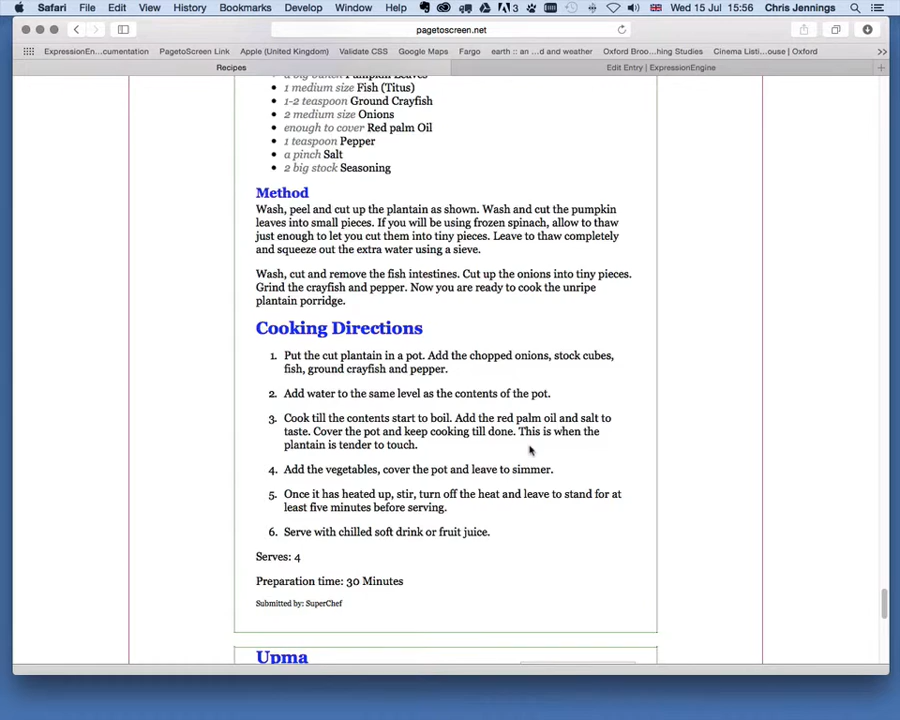 Safari File Edit View History Bookmarks Develop Window Help 3 Wed 15 Jul 15:56 Chris Jennings
pagetoscreen.net
ExpressionEn...cumentation PagetoScreen Link Apple (United Kingdom) Validate CSS Google Maps Fargo earth :: an ...d and weather Oxford Broo...hing Studies Cinema Listi...ouse | Oxford >>
Recipes Edit Entry | ExpressionEngine +
a big bunch Pumpkin Leaves
• 1 medium size Fish (Titus)
• 1-2 teaspoon Ground Crayfish
• 2 medium size Onions
• enough to cover Red palm Oil
• 1 teaspoon Pepper
• a pinch Salt
• 2 big stock Seasoning
Method
Wash, peel and cut up the plantain as shown. Wash and cut the pumpkin
leaves into small pieces. If you will be using frozen spinach, allow to thaw
just enough to let you cut them into tiny pieces. Leave to thaw completely
and squeeze out the extra water using a sieve.
Wash, cut and remove the fish intestines. Cut up the onions into tiny pieces.
Grind the crayfish and pepper. Now you are ready to cook the unripe
plantain porridge.
Cooking Directions
1. Put the cut plantain in a pot. Add the chopped onions, stock cubes,
fish, ground crayfish and pepper.
2. Add water to the same level as the contents of the pot.
3. Cook till the contents start to boil. Add the red palm oil and salt to
taste. Cover the pot and keep cooking till done. This is when the
plantain is tender to touch.
4. Add the vegetables, cover the pot and leave to simmer.
5. Once it has heated up, stir, turn off the heat and leave to stand for at
least five minutes before serving.
6. Serve with chilled soft drink or fruit juice.
Serves: 4
Preparation time: 30 Minutes
Submitted by: SuperChef
Upma